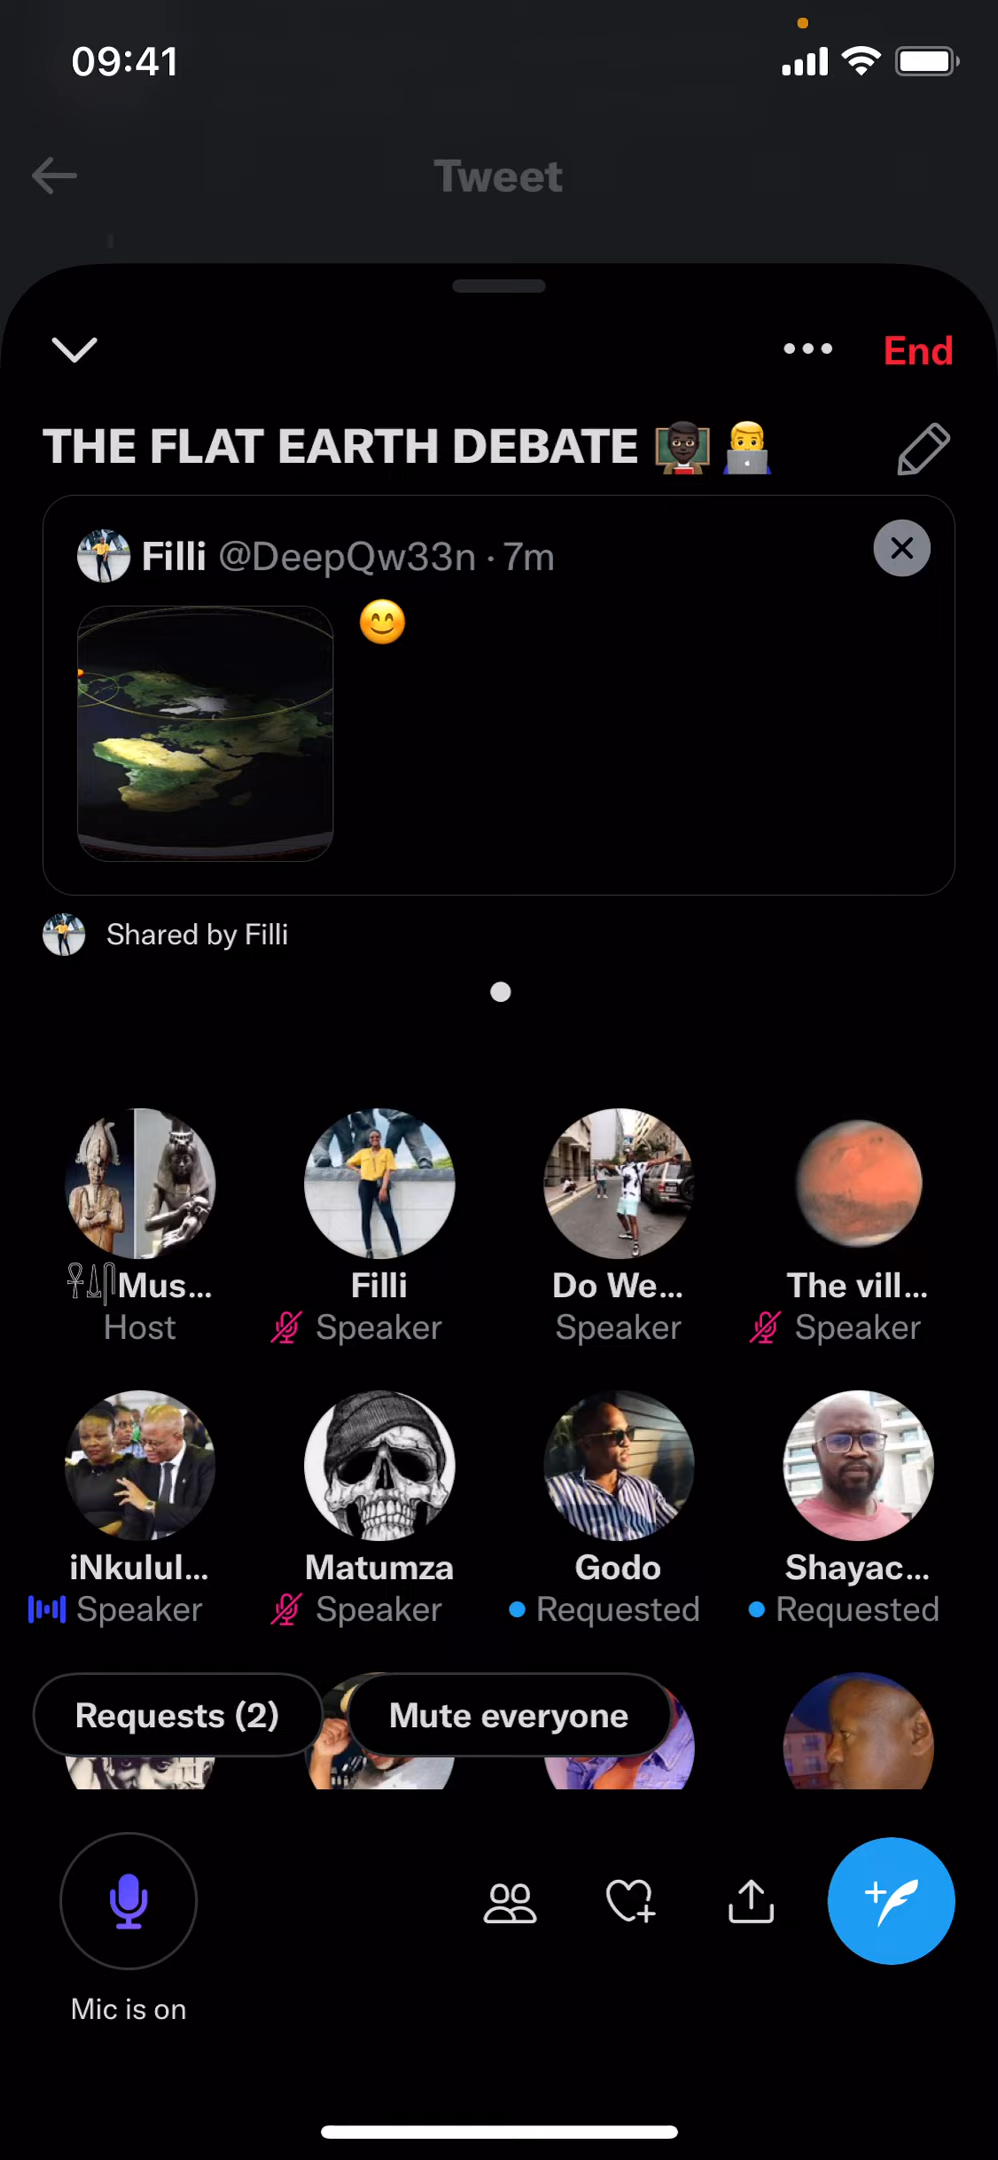 09:41
Tweet
End
THE FLAT EARTH DEBATE 👨🏿‍🏫 👨‍💻
Filli @DeepQw33n · 7m
😊
Shared by Filli
𓋹𓊽𓋴Mus...
Filli
Do We...
The vill...
Host
Speaker
Speaker
Speaker
iNkulul...
Matumza
Godo
Shayac...
Speaker
Speaker
Requested
Requested
Requests (2)
Mute everyone
Mic is on